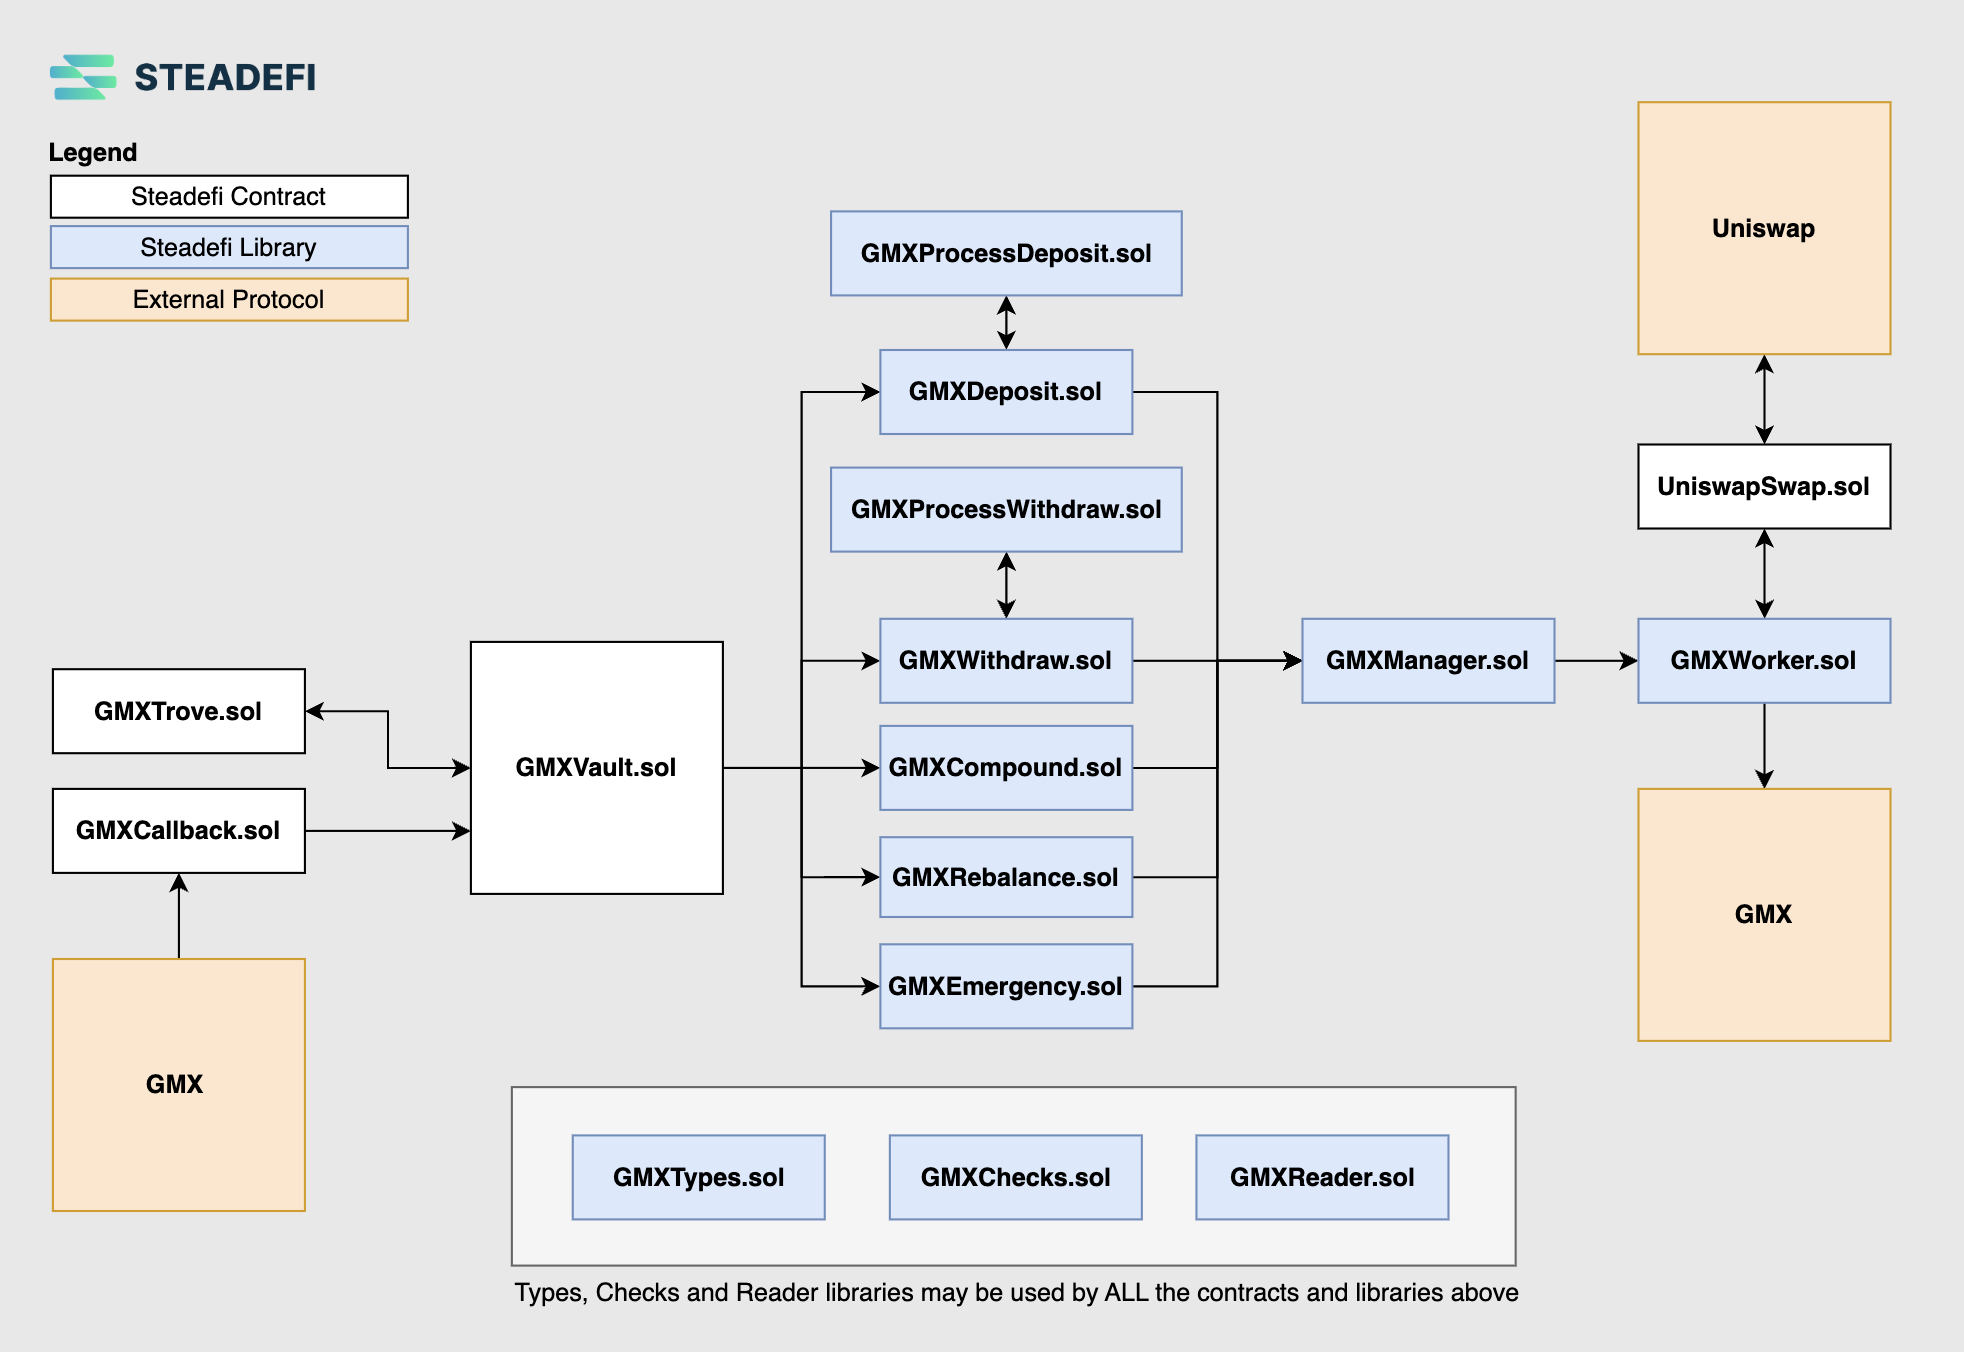 STEADEFI
Legend
Steadefi Contract
Steadefi Library
External Protocol
GMXProcessDeposit.sol
GMXDeposit.sol
GMXProcessWithdraw.sol
GMXWithdraw.sol
GMXCompound.sol
GMXRebalance.sol
GMXEmergency.sol
GMXTrove.sol
GMXCallback.sol
GMX
GMXVault.sol
GMXManager.sol
Uniswap
UniswapSwap.sol
GMXWorker.sol
GMX
GMXTypes.sol
GMXChecks.sol
GMXReader.sol
Types, Checks and Reader libraries may be used by ALL the contracts and libraries above